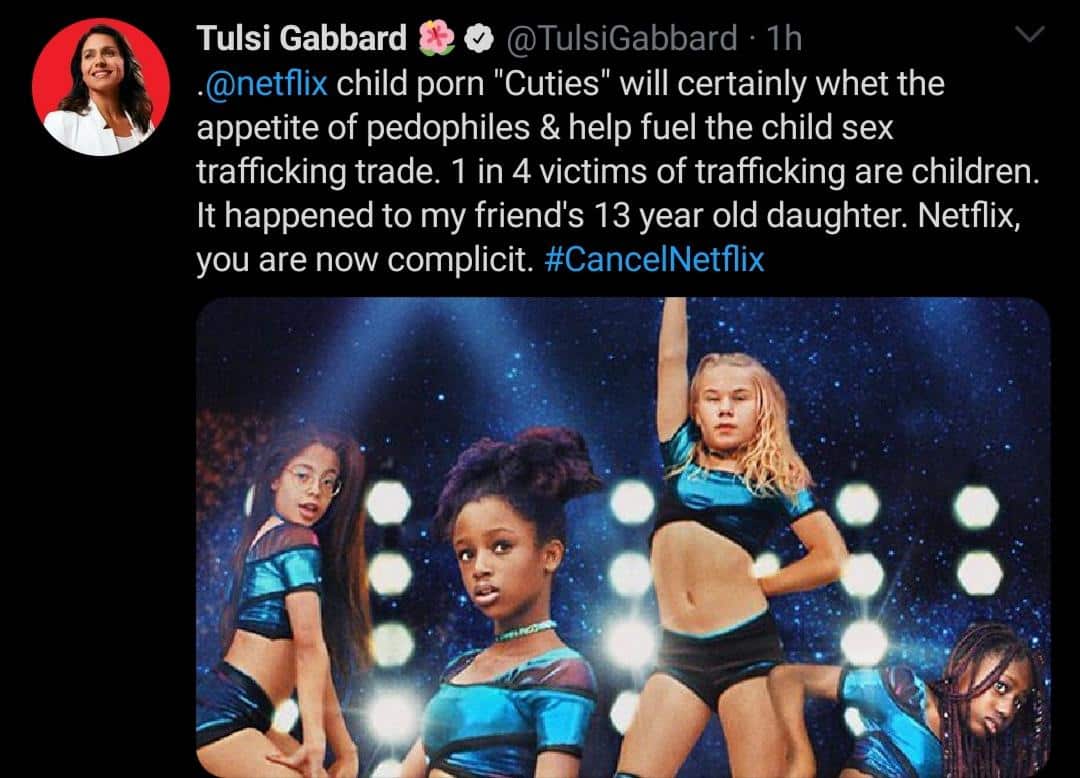 Tulsi Gabbard 🌺 @TulsiGabbard · 1h
.@netflix child porn "Cuties" will certainly whet the
appetite of pedophiles & help fuel the child sex
trafficking trade. 1 in 4 victims of trafficking are children.
It happened to my friend's 13 year old daughter. Netflix,
you are now complicit. #CancelNetflix